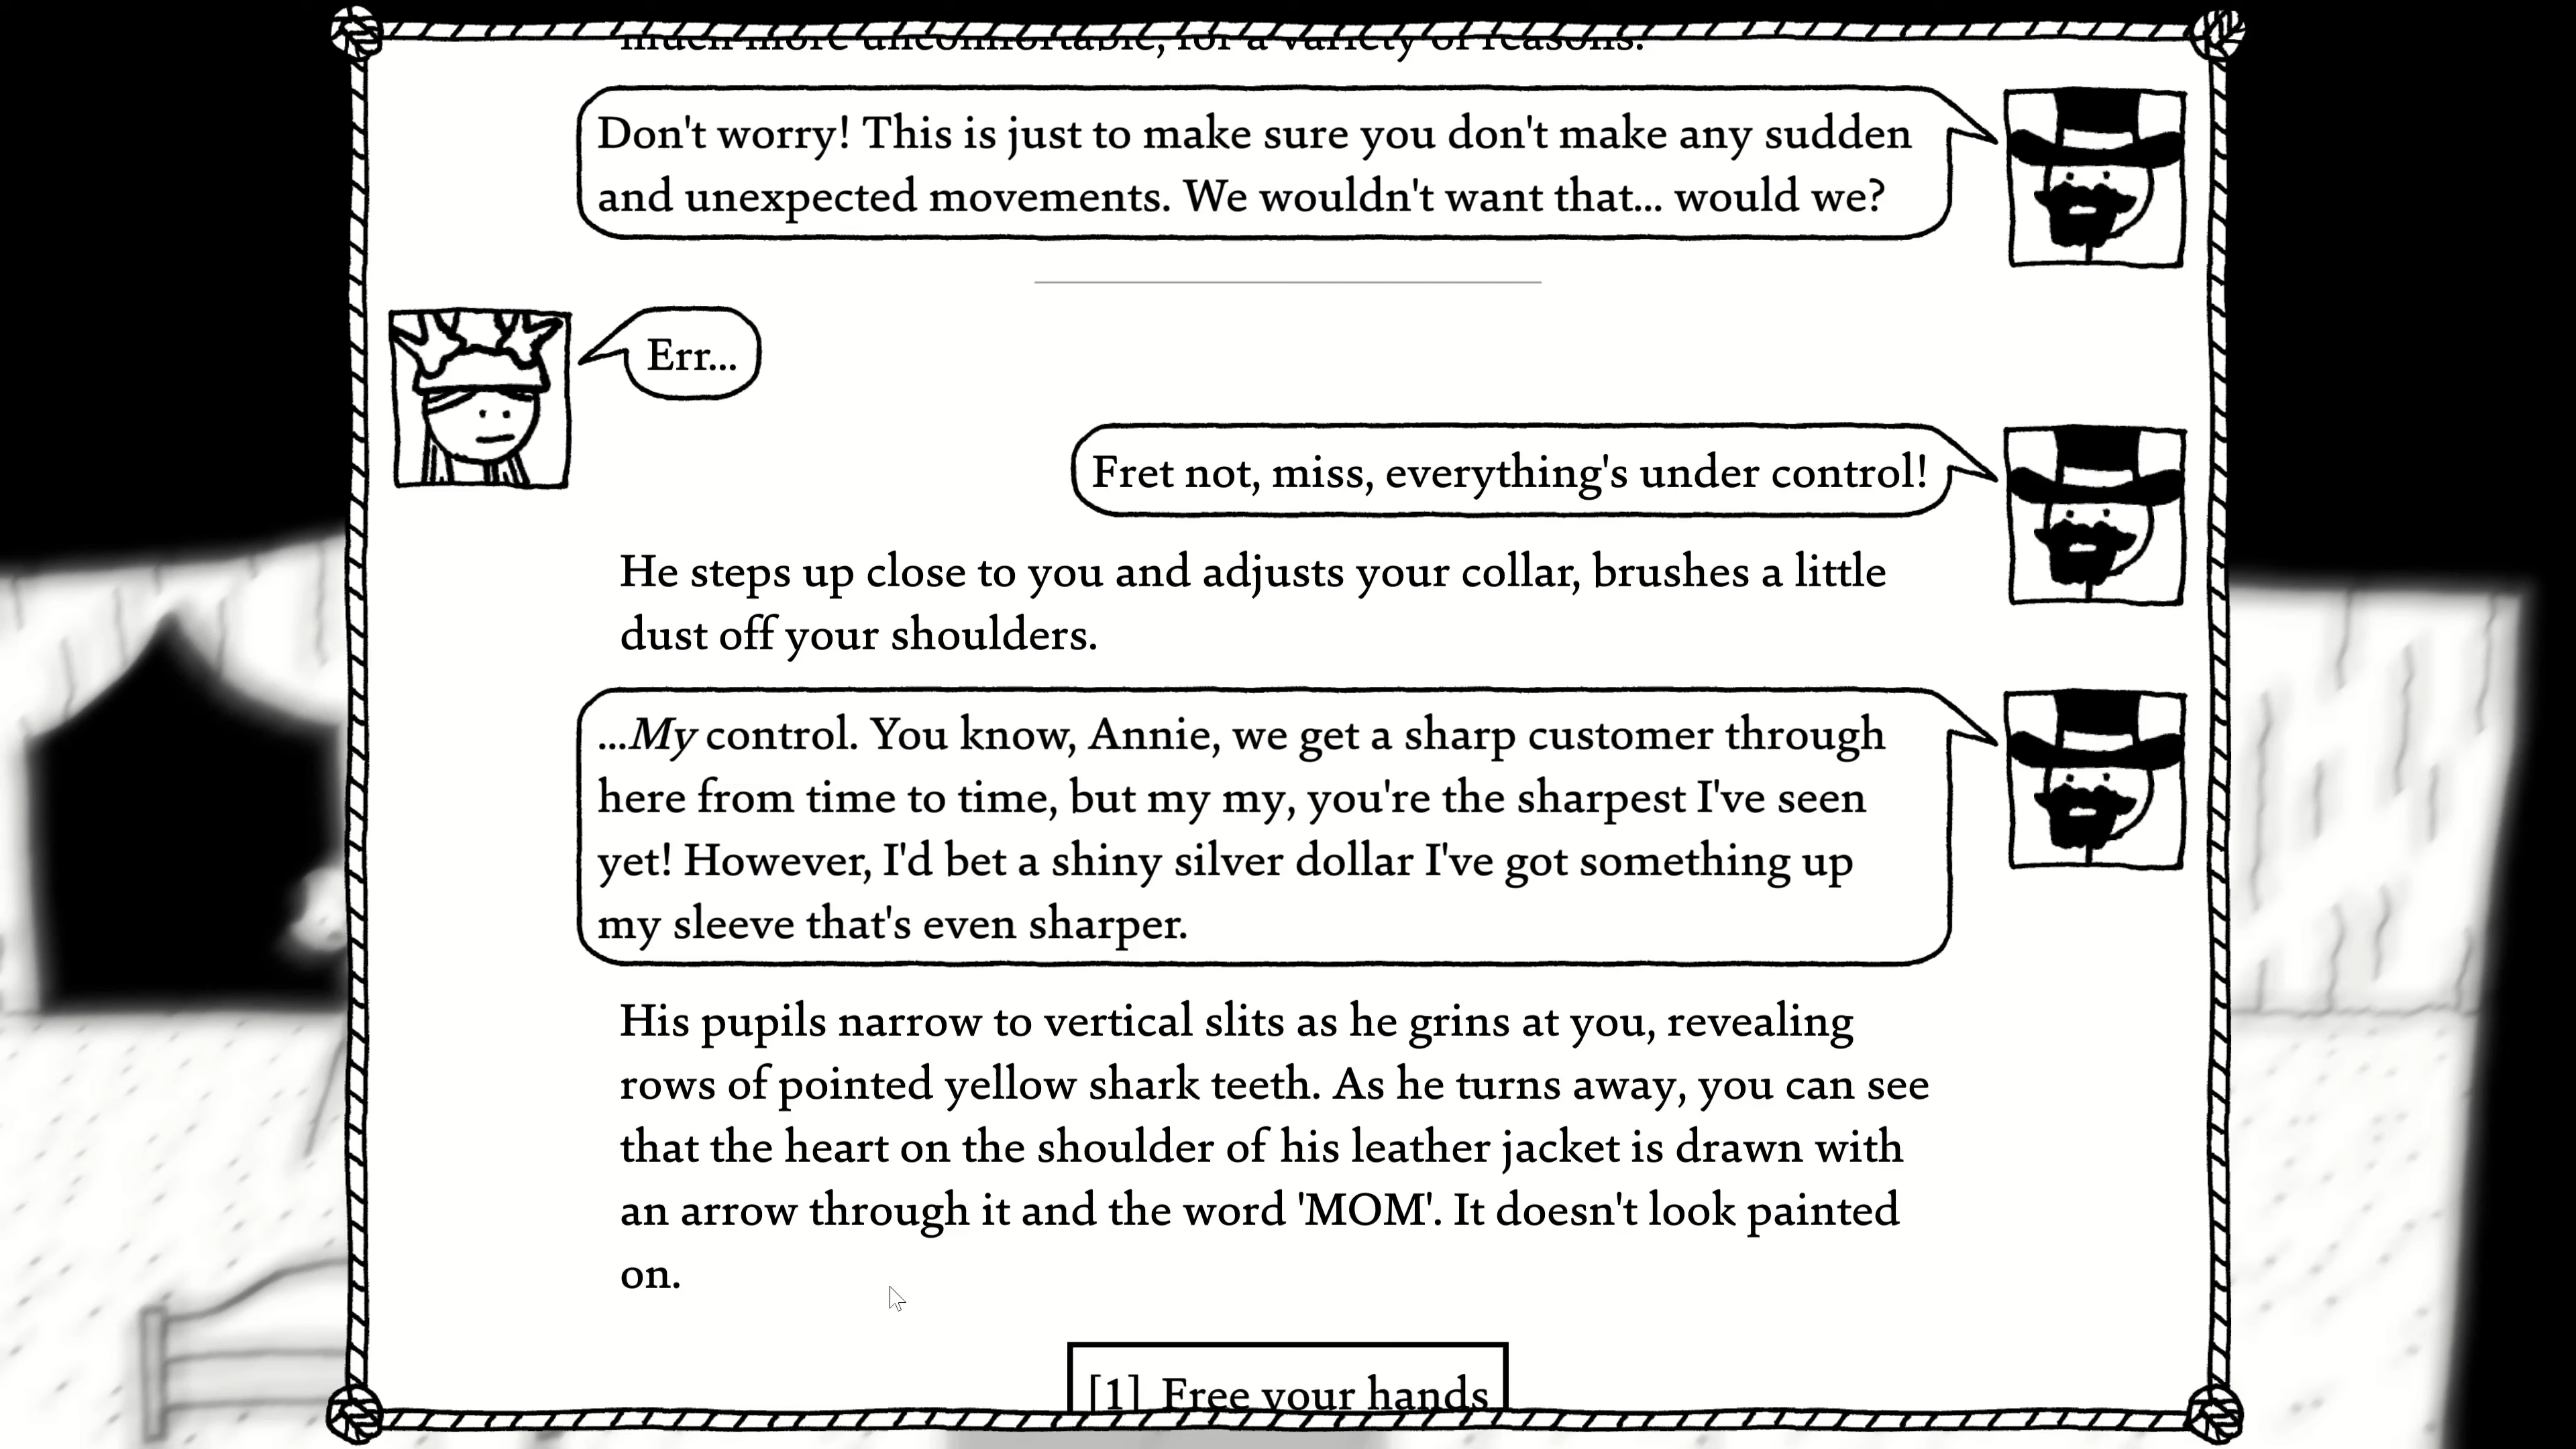 much more uncomfortable, for a variety of reasons.
Don't worry! This is just to make sure you don't make any sudden
and unexpected movements. We wouldn't want that... would we?
Err...
Fret not, miss, everything's under control!
He steps up close to you and adjusts your collar, brushes a little
dust off your shoulders.
...My control. You know, Annie, we get a sharp customer through
here from time to time, but my my, you're the sharpest I've seen
yet! However, I'd bet a shiny silver dollar I've got something up
my sleeve that's even sharper.
His pupils narrow to vertical slits as he grins at you, revealing
rows of pointed yellow shark teeth. As he turns away, you can see
that the heart on the shoulder of his leather jacket is drawn with
an arrow through it and the word 'MOM'. It doesn't look painted
on.
[1] Free your hands